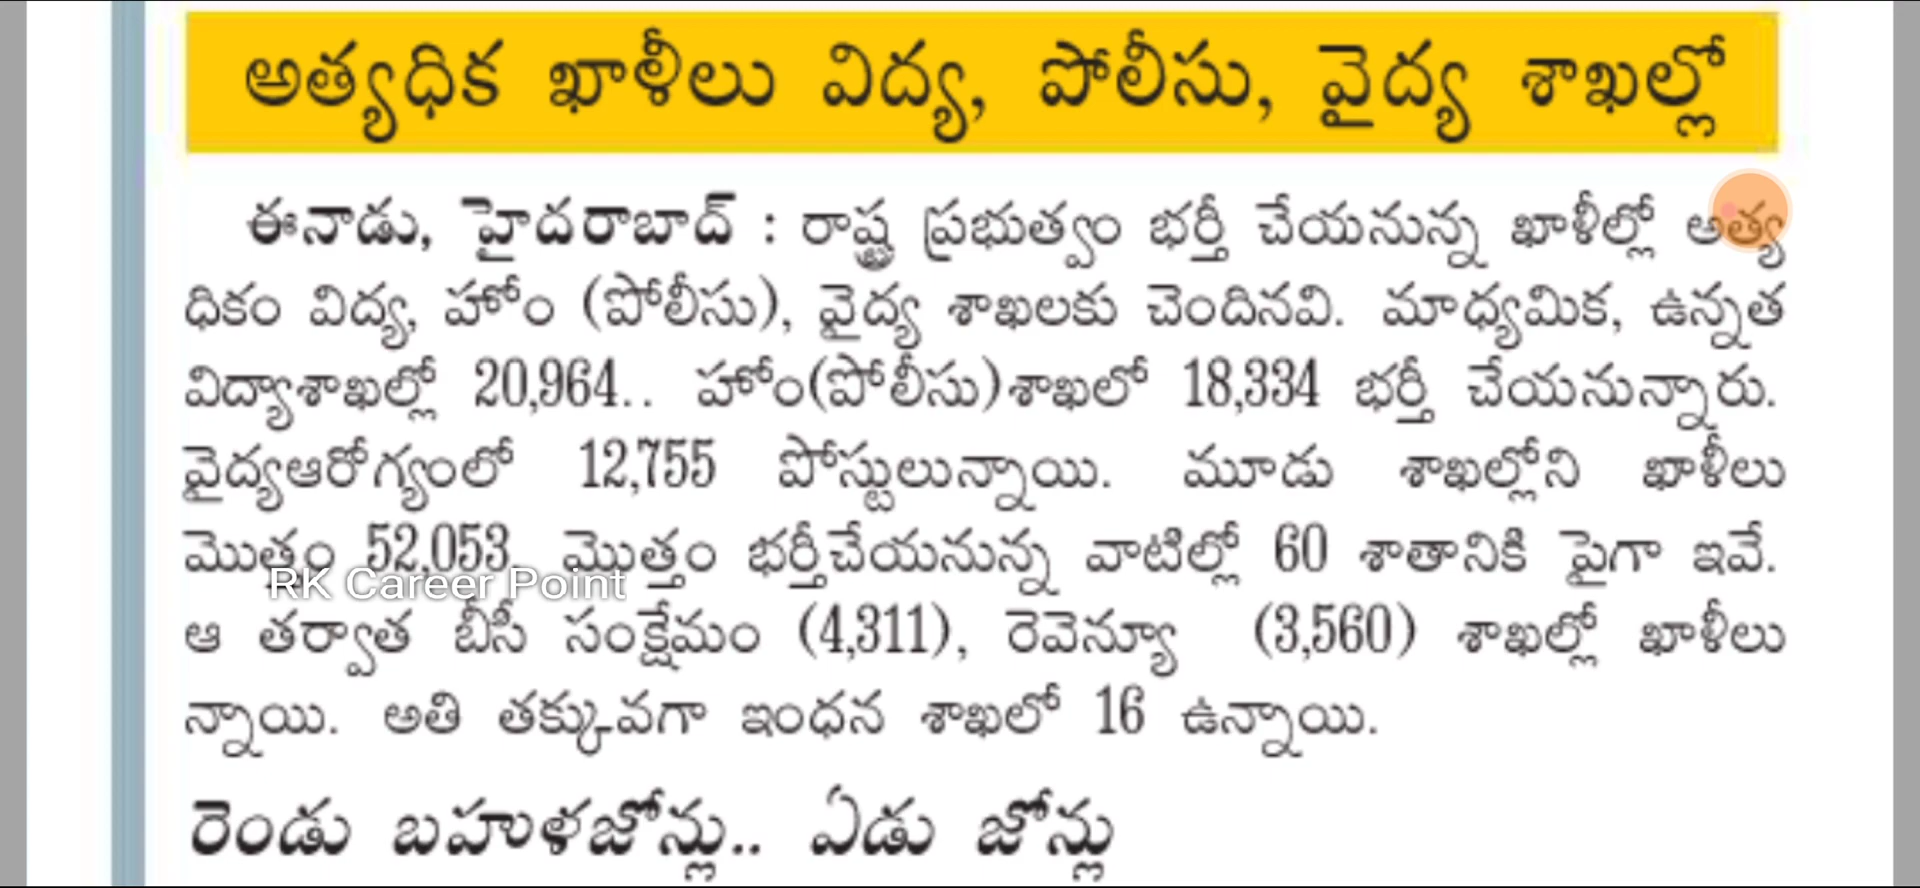 అత్యధిక ఖాళీలు విద్య, పోలీసు, వైద్య శాఖల్లో
ఈనాడు, హైదరాబాద్ : రాష్ట్ర ప్రభుత్వం భర్తీ చేయనున్న ఖాళీల్లో అత్య
ధికం విద్య, హోం (పోలీసు), వైద్య శాఖలకు చెందినవి. మాధ్యమిక, ఉన్నత
విద్యాశాఖల్లో 20,964.. హోం(పోలీసు)శాఖలో 18,334 భర్తీ చేయనున్నారు.
వైద్యఆరోగ్యంలో 12,755 పోస్టులున్నాయి. మూడు శాఖల్లోని ఖాళీలు
మొత్తం 52,053. మొత్తం భర్తీచేయనున్న వాటిల్లో 60 శాతానికి పైగా ఇవే.
RK Career Point
ఆ తర్వాత బీసీ సంక్షేమం (4,311), రెవెన్యూ (3,560) శాఖల్లో ఖాళీలు
న్నాయి. అతి తక్కువగా ఇంధన శాఖలో 16 ఉన్నాయి.
రెండు బహుళజోన్లు.. ఏడు జోన్లు